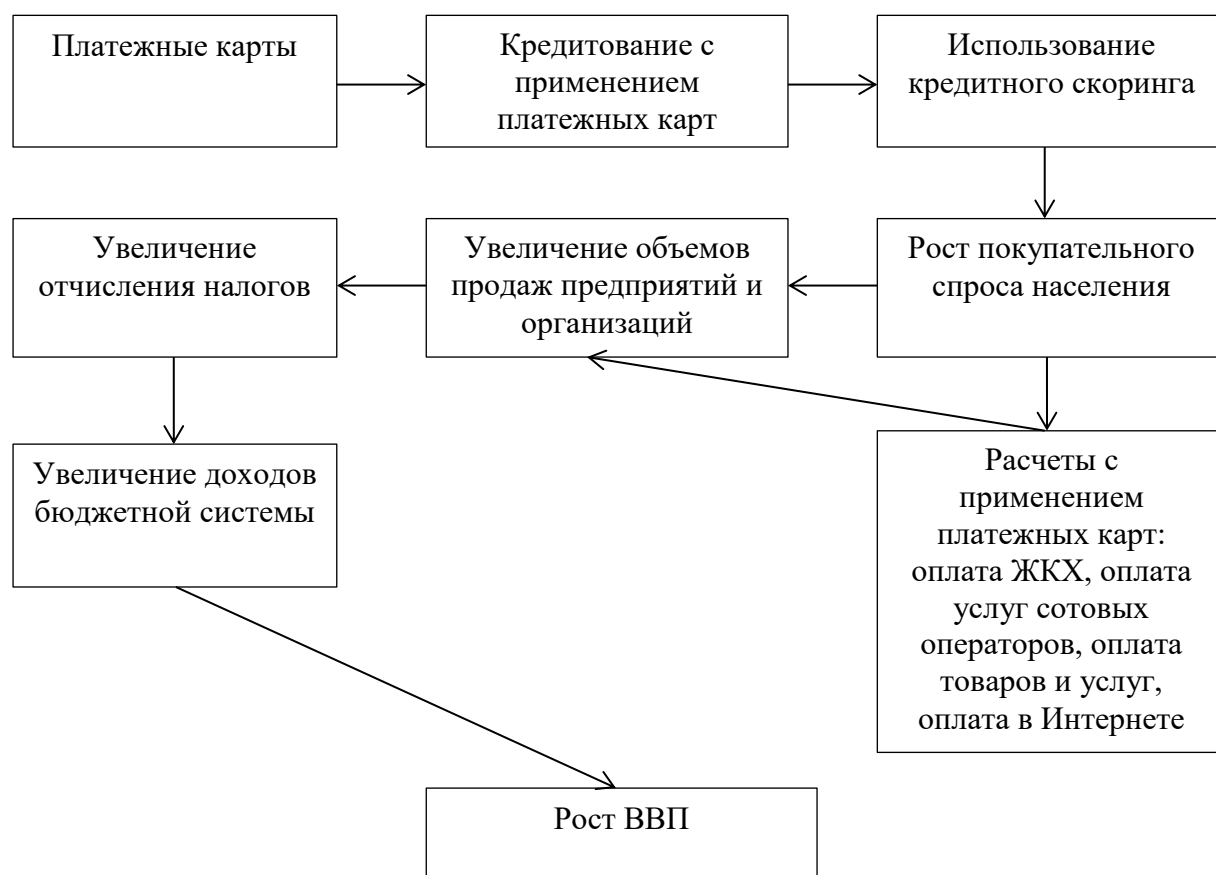 Платежные карты
Кредитование с
применением
платежных карт
Использование
кредитного скоринга
Увеличение
отчисления налогов
Увеличение объемов
продаж предприятий и
организаций
Рост покупательного
спроса населения
Увеличение доходов
бюджетной системы
Расчеты с
применением
платежных карт:
оплата ЖКХ, оплата
услуг сотовых
операторов, оплата
товаров и услуг,
оплата в Интернете
Рост ВВП